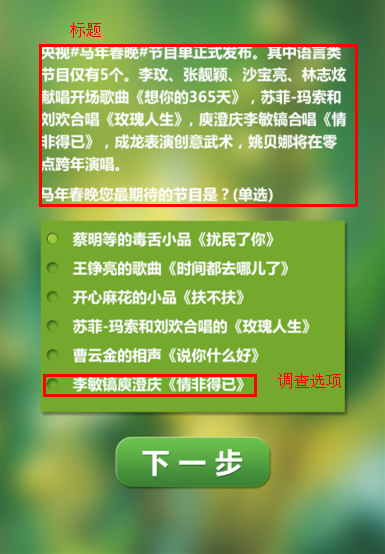 标题
央视#马年春晚#节目单正式发布。其中语言类
节目仅有5个。李玟、张靓颖、沙宝亮、林志炫
献唱开场歌曲《想你的365天》，苏菲-玛索和
刘欢合唱《玫瑰人生》, 庾澄庆李敏镐合唱《情
非得已》，成龙表演创意武术，姚贝娜将在零
点跨年演唱。
马年春晚您最期待的节目是？(单选)
蔡明等的毒舌小品《扰民了你》
王铮亮的歌曲《时间都去哪儿了》
开心麻花的小品《扶不扶》
苏菲-玛索和刘欢合唱的《玫瑰人生》
曹云金的相声《说你什么好》
李敏镐庾澄庆《情非得已》
调查选项
下一步